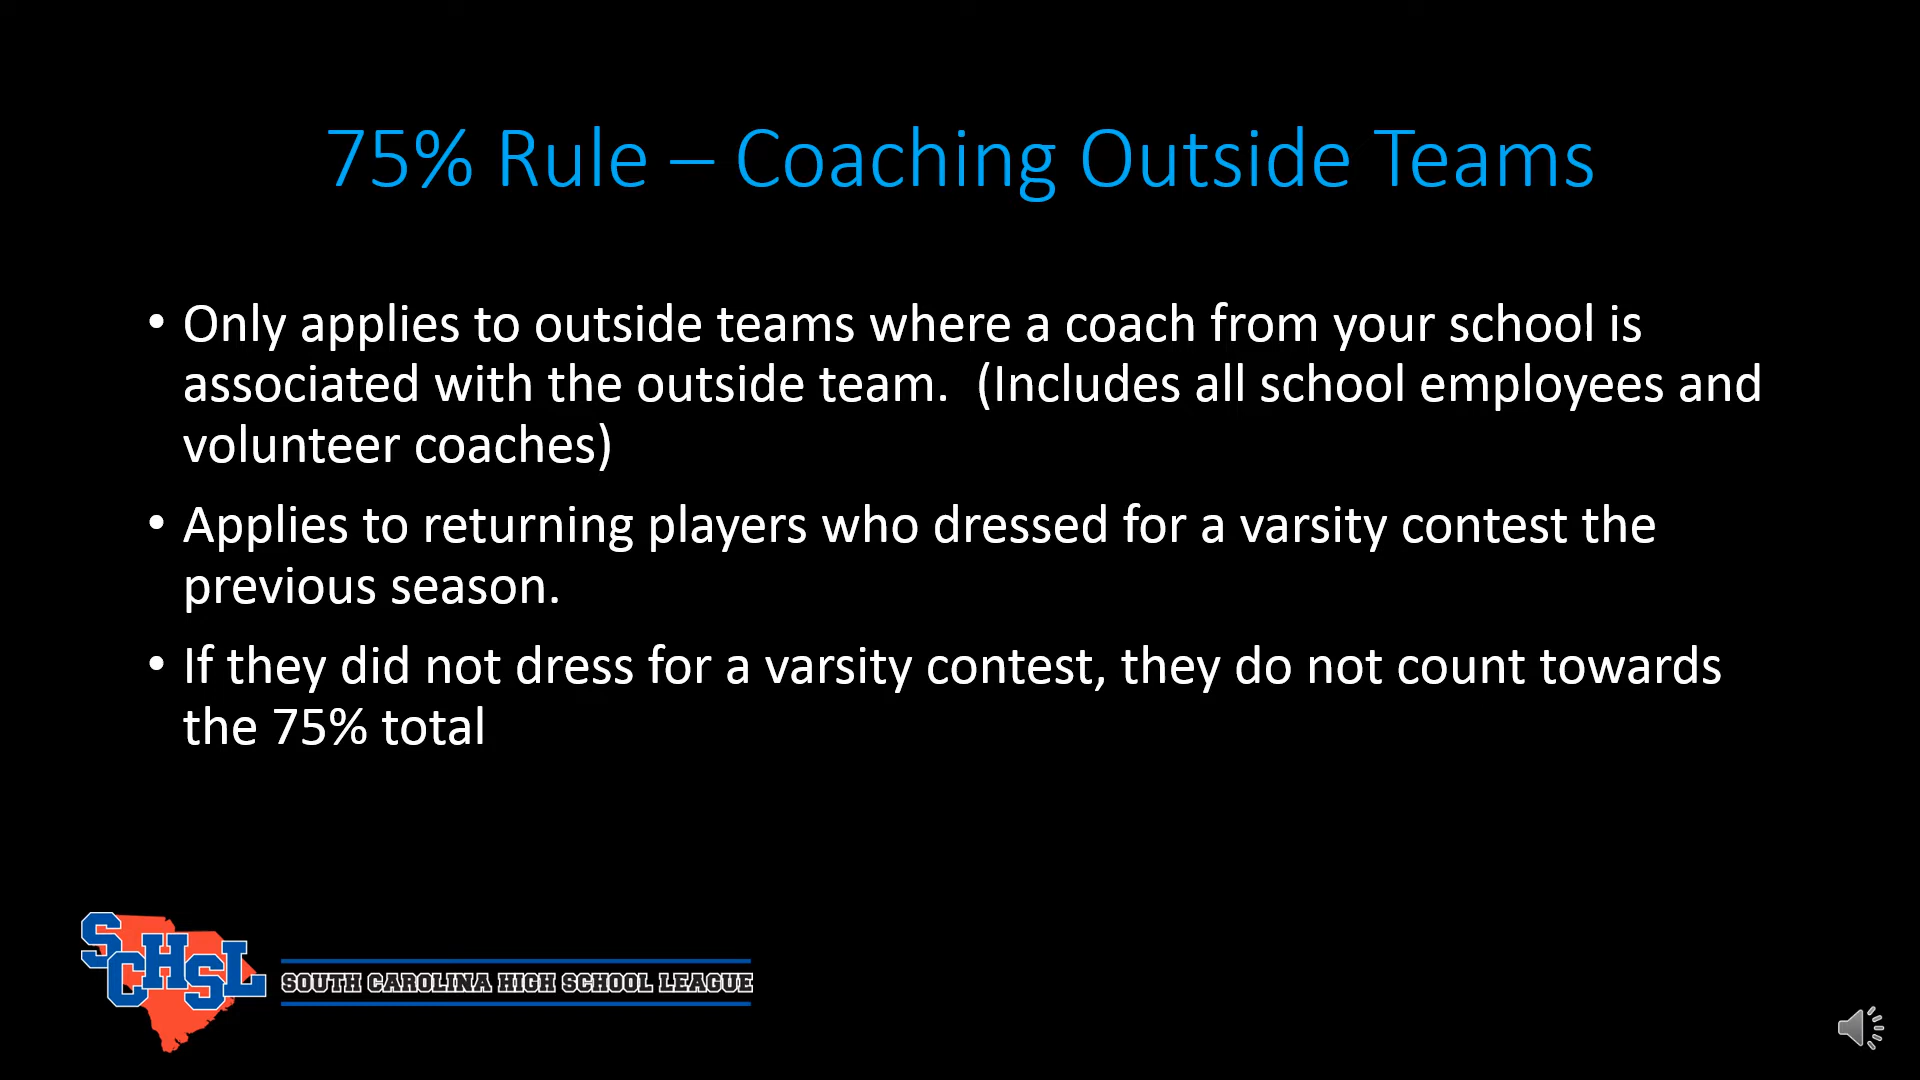 75% Rule – Coaching Outside Teams
• Only applies to outside teams where a coach from your school is
associated with the outside team.  (Includes all school employees and
volunteer coaches)
• Applies to returning players who dressed for a varsity contest the
previous season.
• If they did not dress for a varsity contest, they do not count towards
the 75% total
SCHSL
SOUTH CAROLINA HIGH SCHOOL LEAGUE